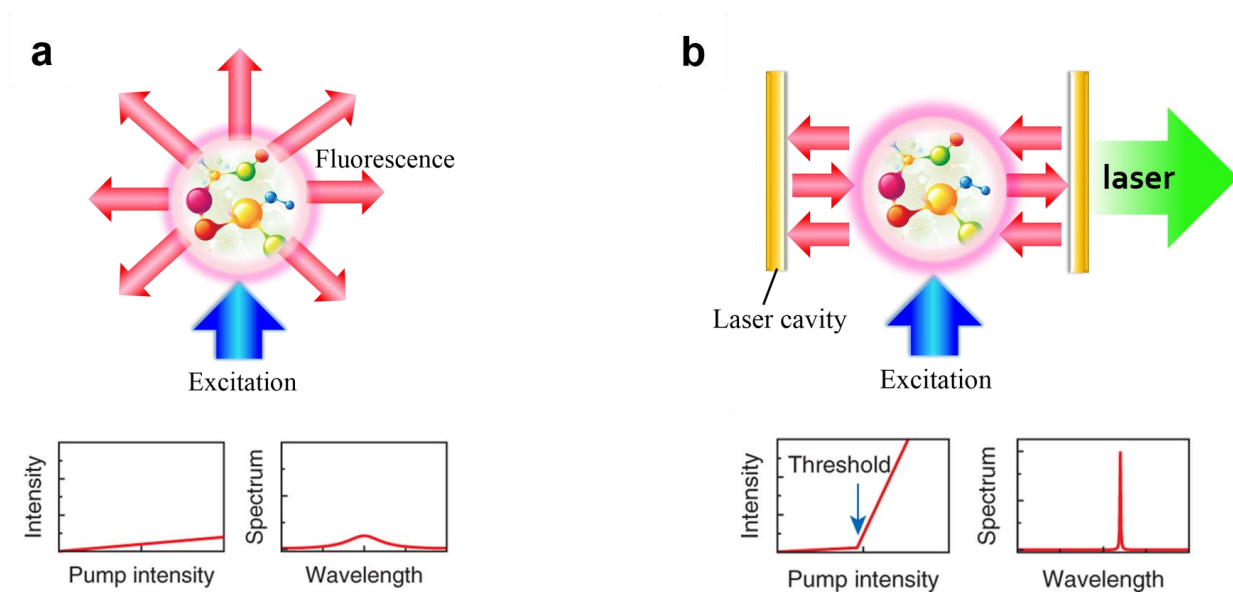 a
Fluorescence
Excitation
Intensity
Pump intensity
Spectrum
Wavelength
b
laser
Laser cavity
Excitation
Intensity
Threshold
Pump intensity
Spectrum
Wavelength